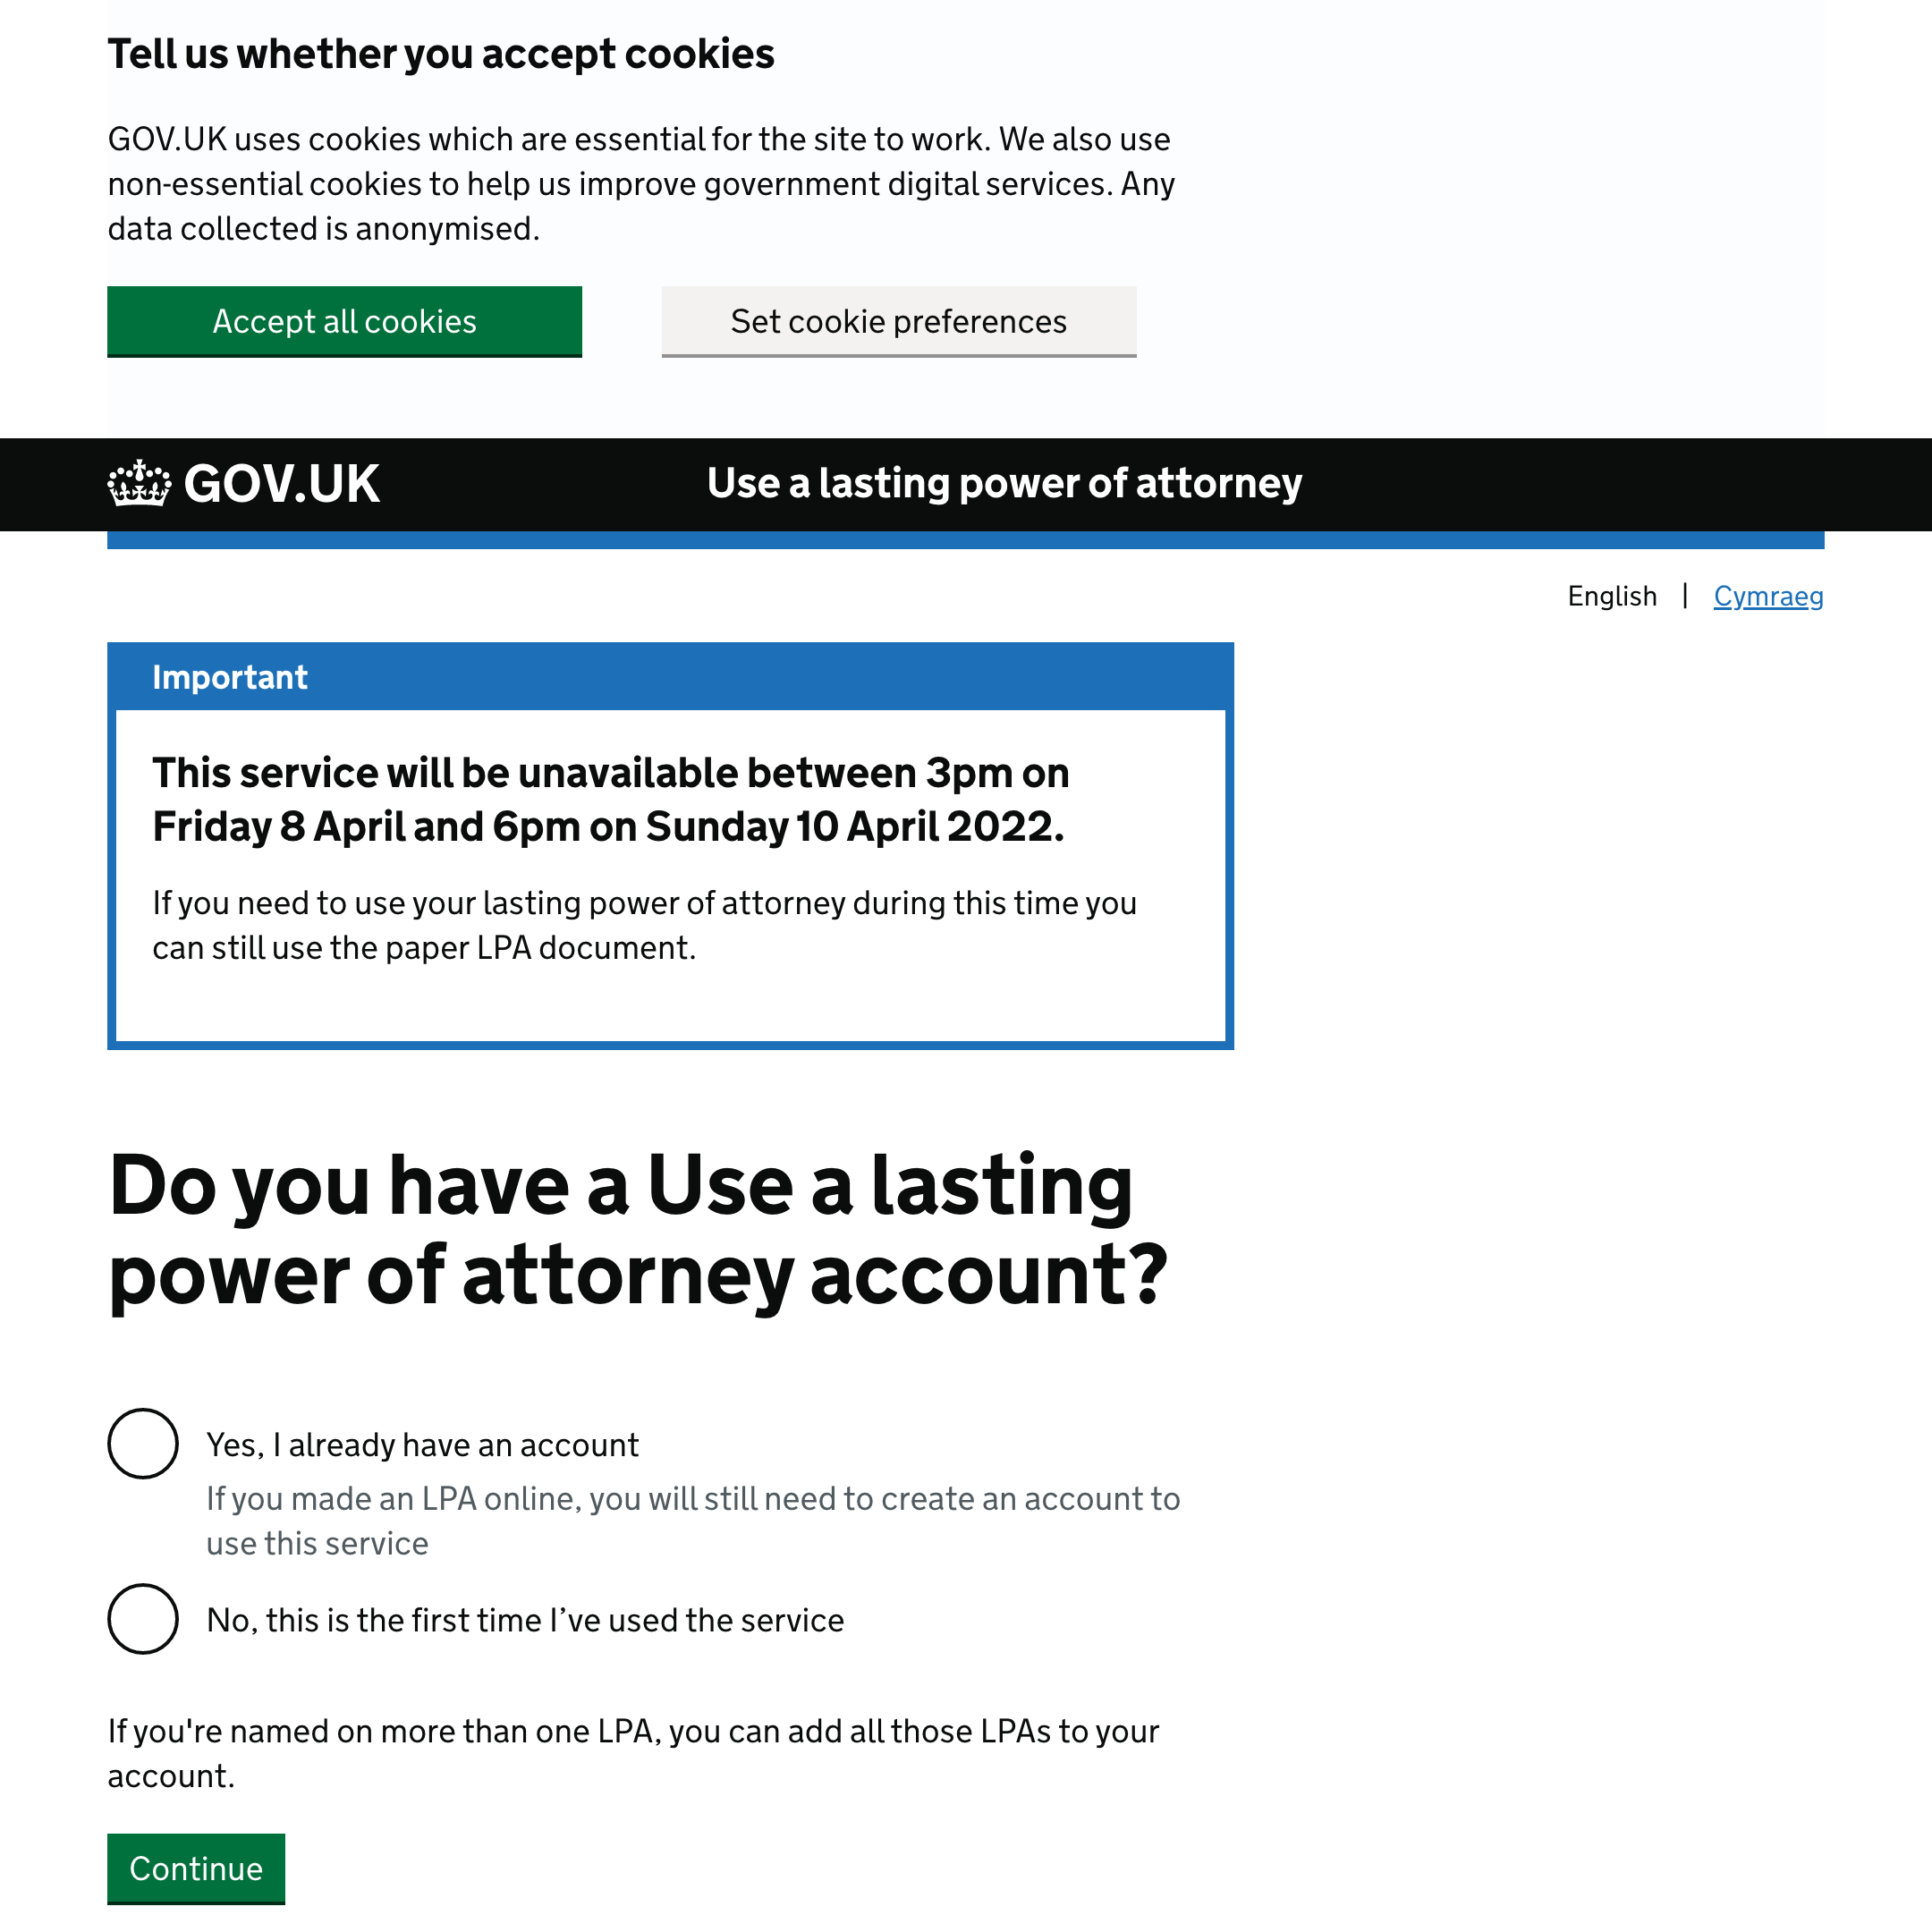 Tell us whether you accept cookies
GOV.UK uses cookies which are essential for the site to work. We also use
non-essential cookies to help us improve government digital services. Any
data collected is anonymised.
Accept all cookies
Set cookie preferences
GOV.UK
Use a lasting power of attorney
English | Cymraeg
Important
This service will be unavailable between 3pm on
Friday 8 April and 6pm on Sunday 10 April 2022.
If you need to use your lasting power of attorney during this time you
can still use the paper LPA document.
Do you have a Use a lasting
power of attorney account?
Yes, I already have an account
If you made an LPA online, you will still need to create an account to
use this service
No, this is the first time I’ve used the service
If you're named on more than one LPA, you can add all those LPAs to your
account.
Continue